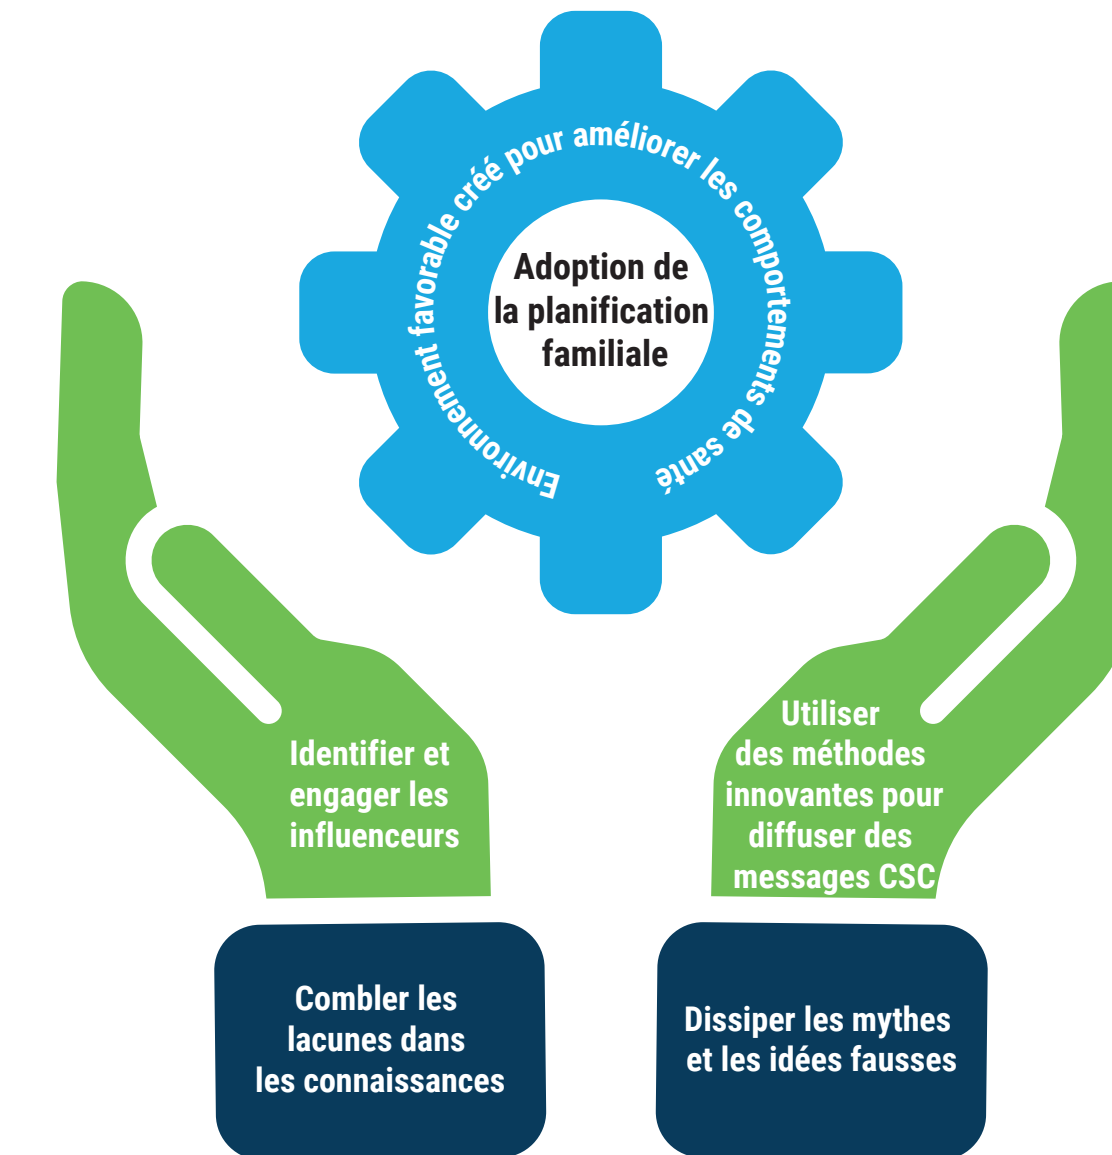 Environnement favorable créé pour améliorer les comportements de santé
Adoption de
la planification
familiale
Identifier et
engager les
influenceurs
Utiliser
des méthodes
innovantes pour
diffuser des
messages CSC
Combler les
lacunes dans
les connaissances
Dissiper les mythes
et les idées fausses